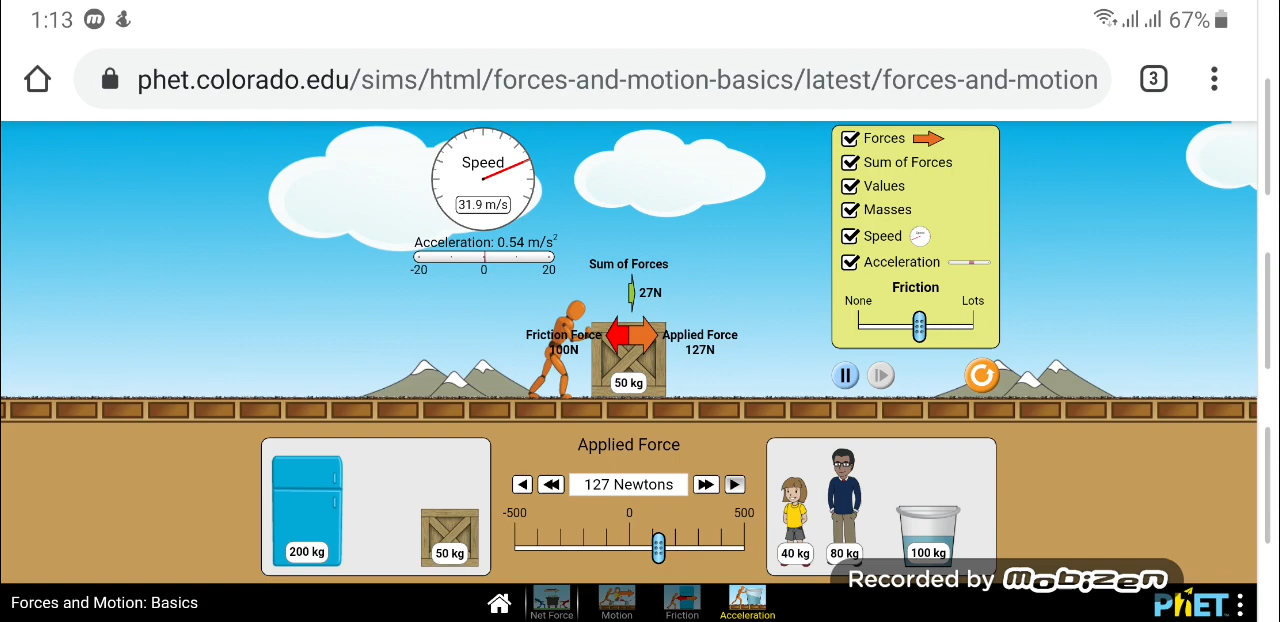 1:13
67%
phet.colorado.edu/sims/html/forces-and-motion-basics/latest/forces-and-motion
3
Speed
31.9 m/s
Acceleration: 0.54 m/s²
-20 0 20
Sum of Forces
27N
Friction Force
100N
Applied Force
127N
50 kg
Forces
Sum of Forces
Values
Masses
Speed
Acceleration
Friction
None Lots
Applied Force
127 Newtons
-500 0 500
200 kg
50 kg
40 kg
80 kg
100 kg
Recorded by mobizen
Forces and Motion: Basics
Net Force
Motion
Friction
Acceleration
PhET